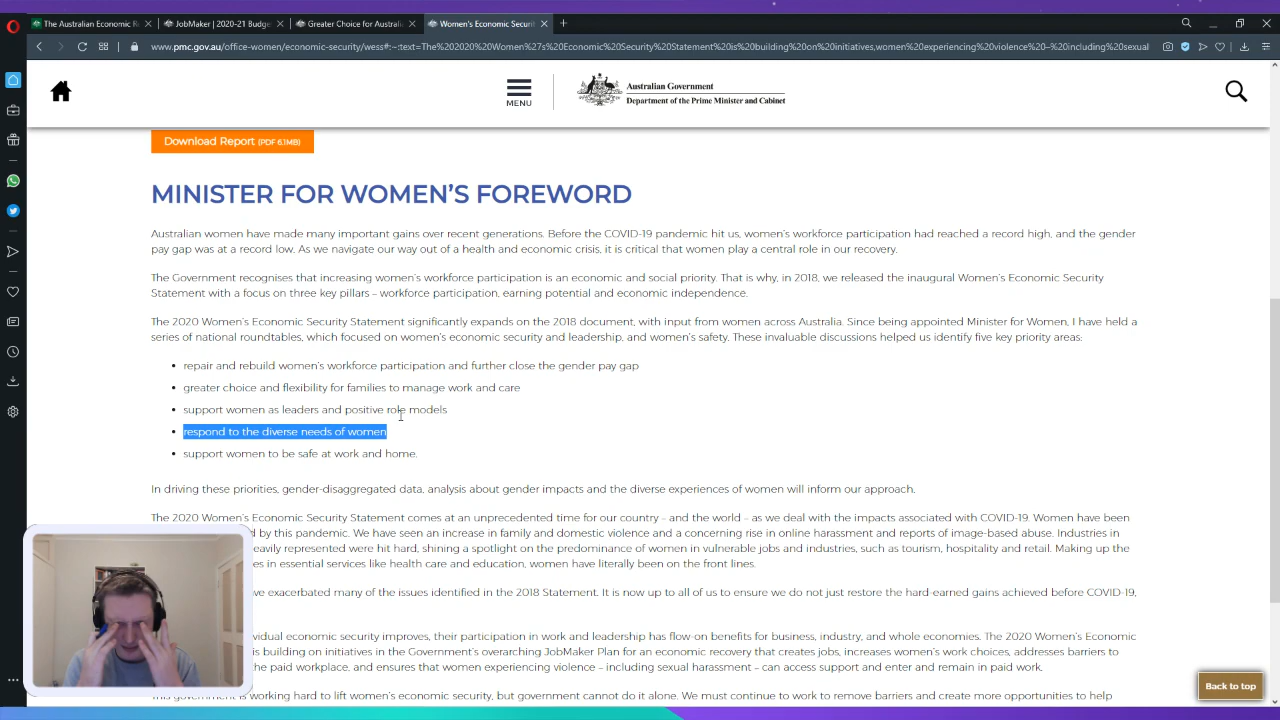 The Australian Economic Re
JobMaker | 2020-21 Budge
Greater Choice for Australia
Women's Economic Securit
www.pmc.gov.au/office-women/economic-security/wess#:~:text=The%202020%20Women%27s%20Economic%20Security%20Statement%20is%20building%20on%20initiatives,women%20experiencing%20violence%20–%20including%20sexual
MENU
Australian Government
Department of the Prime Minister and Cabinet
Download Report (PDF 6.1MB)
MINISTER FOR WOMEN'S FOREWORD
Australian women have made many important gains over recent generations. Before the COVID-19 pandemic hit us, women's workforce participation had reached a record high, and the gender
pay gap was at a record low. As we navigate our way out of a health and economic crisis, it is critical that women play a central role in our recovery.
The Government recognises that increasing women's workforce participation is an economic and social priority. That is why, in 2018, we released the inaugural Women's Economic Security
Statement with a focus on three key pillars – workforce participation, earning potential and economic independence.
The 2020 Women's Economic Security Statement significantly expands on the 2018 document, with input from women across Australia. Since being appointed Minister for Women, I have held a
series of national roundtables, which focused on women's economic security and leadership, and women's safety. These invaluable discussions helped us identify five key priority areas:
• repair and rebuild women's workforce participation and further close the gender pay gap
• greater choice and flexibility for families to manage work and care
• support women as leaders and positive role models
• respond to the diverse needs of women
• support women to be safe at work and home.
In driving these priorities, gender-disaggregated data, analysis about gender impacts and the diverse experiences of women will inform our approach.
The 2020 Women's Economic Security Statement comes at an unprecedented time for our country – and the world – as we deal with the impacts associated with COVID-19. Women have been
by this pandemic. We have seen an increase in family and domestic violence and a concerning rise in online harassment and reports of image-based abuse. Industries in
heavily represented were hit hard, shining a spotlight on the predominance of women in vulnerable jobs and industries, such as tourism, hospitality and retail. Making up the
in essential services like health care and education, women have literally been on the front lines.
exacerbated many of the issues identified in the 2018 Statement. It is now up to all of us to ensure we do not just restore the hard-earned gains achieved before COVID-19,
economic security improves, their participation in work and leadership has flow-on benefits for business, industry, and whole economies. The 2020 Women's Economic
is building on initiatives in the Government's overarching JobMaker Plan for an economic recovery that creates jobs, increases women's work choices, addresses barriers to
the paid workplace, and ensures that women experiencing violence – including sexual harassment – can access support and enter and remain in paid work.
This government is working hard to lift women's economic security, but government cannot do it alone. We must continue to work to remove barriers and create more opportunities to help
Back to top